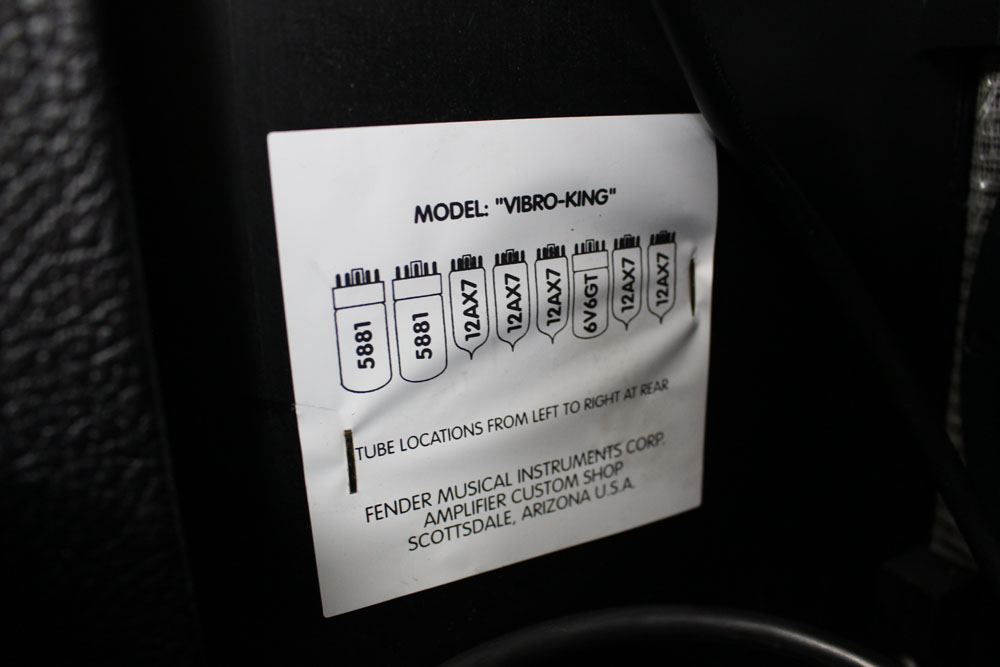 MODEL: "VIBRO-KING"
5881 5881 12AX7 12AX7 12AX7 6V6GT 12AX7 12AX7
TUBE LOCATIONS FROM LEFT TO RIGHT AT REAR
FENDER MUSICAL INSTRUMENTS CORP.
AMPLIFIER CUSTOM SHOP
SCOTTSDALE, ARIZONA U.S.A.